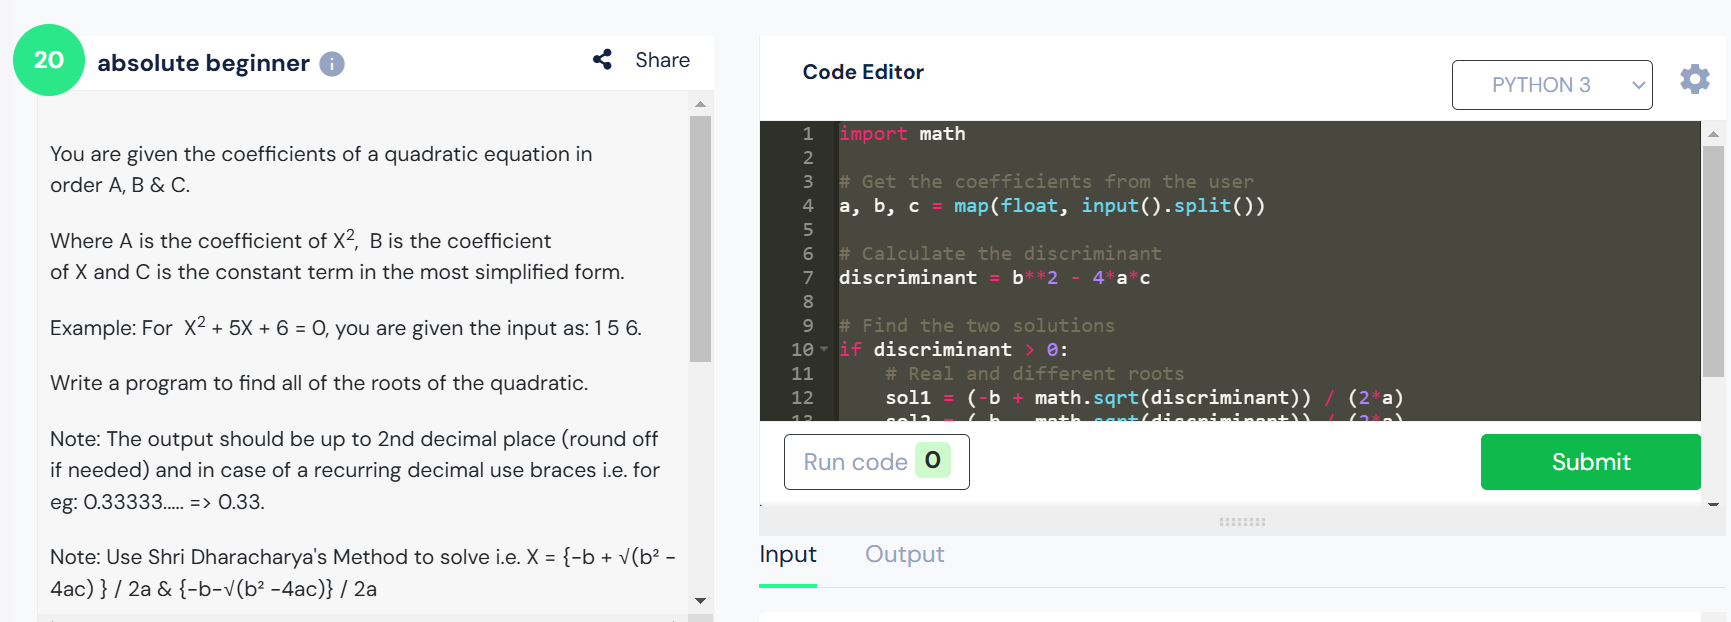 20
absolute beginner i
Share
You are given the coefficients of a quadratic equation in
order A, B & C.
Where A is the coefficient of X², B is the coefficient
of X and C is the constant term in the most simplified form.
Example: For X² + 5X + 6 = 0, you are given the input as: 1 5 6.
Write a program to find all of the roots of the quadratic.
Note: The output should be up to 2nd decimal place (round off
if needed) and in case of a recurring decimal use braces i.e. for
eg: 0.33333..... => 0.33.
Note: Use Shri Dharacharya's Method to solve i.e. X = {-b + √(b² -
4ac) } / 2a & {-b-√(b² -4ac)} / 2a
Code Editor
PYTHON 3
1 import math
2
3 # Get the coefficients from the user
4 a, b, c = map(float, input().split())
5
6 # Calculate the discriminant
7 discriminant = b**2 - 4*a*c
8
9 # Find the two solutions
10 if discriminant > 0:
11     # Real and different roots
12     sol1 = (-b + math.sqrt(discriminant)) / (2*a)
13     sol2 = (-b - math.sqrt(discriminant)) / (2*a)
Run code 0
Submit
Input
Output